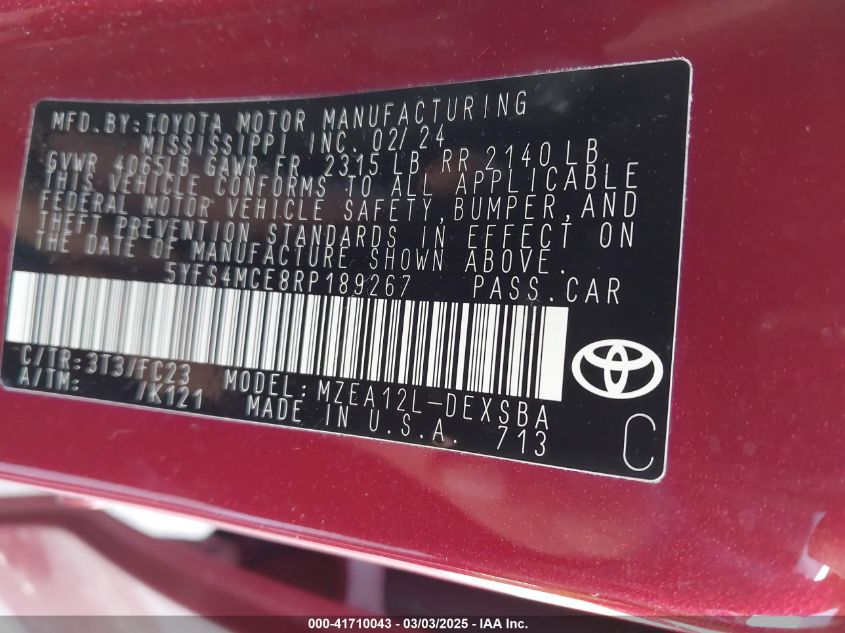 MFD.BY:TOYOTA MOTOR MANUFACTURING
MISSISSIPPI INC. 02/24
GVWR 4065LB GAWR FR 2315 LB RR 2140LB
THIS VEHICLE CONFORMS TO ALL APPLICABLE
FEDERAL MOTOR VEHICLE SAFETY,BUMPER,AND
THEFT PREVENTION STANDARDS IN EFFECT ON
THE DATE OF MANUFACTURE SHOWN ABOVE.
5YFS4MCE8RP189267 PASS.CAR
C/TR:3T3/FC23 MODEL:MZEA12L-DEXSBA
A/TM: /K121 MADE IN U.S.A. 713
C
000-41710043 / 03/03/2025 - IAA Inc.